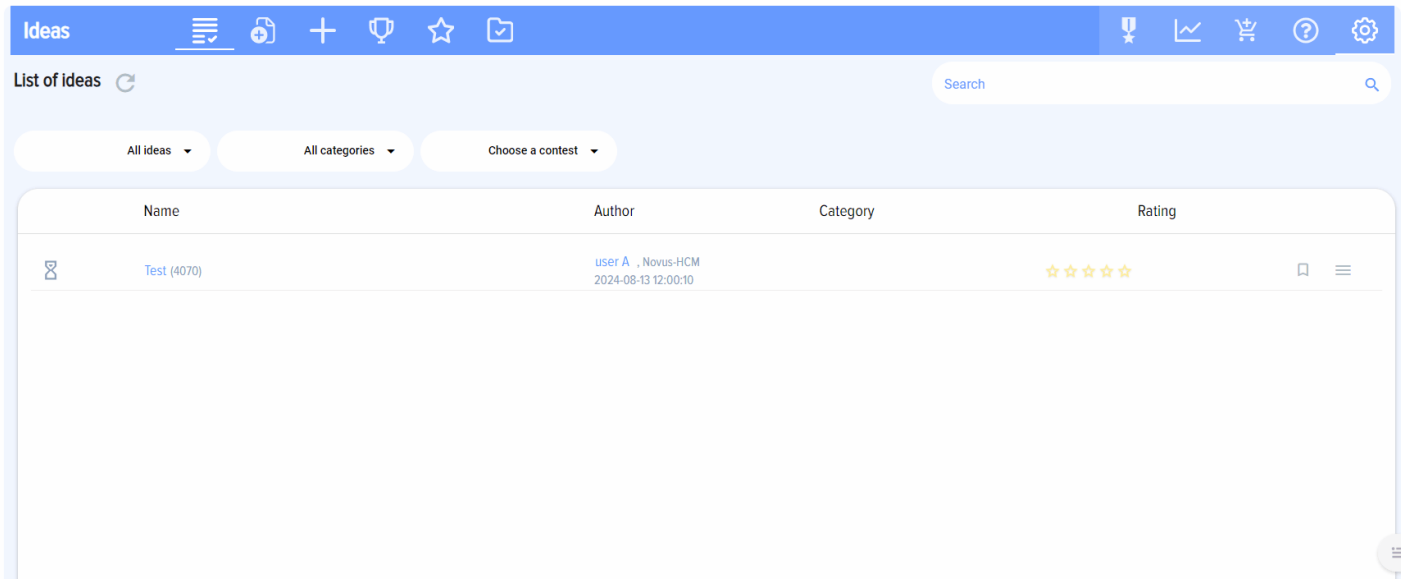 Ideas
List of ideas
Search
All ideas
All categories
Choose a contest
Name Author Category Rating
Test (4070)
user A , Novus-HCM
2024-08-13 12:00:10